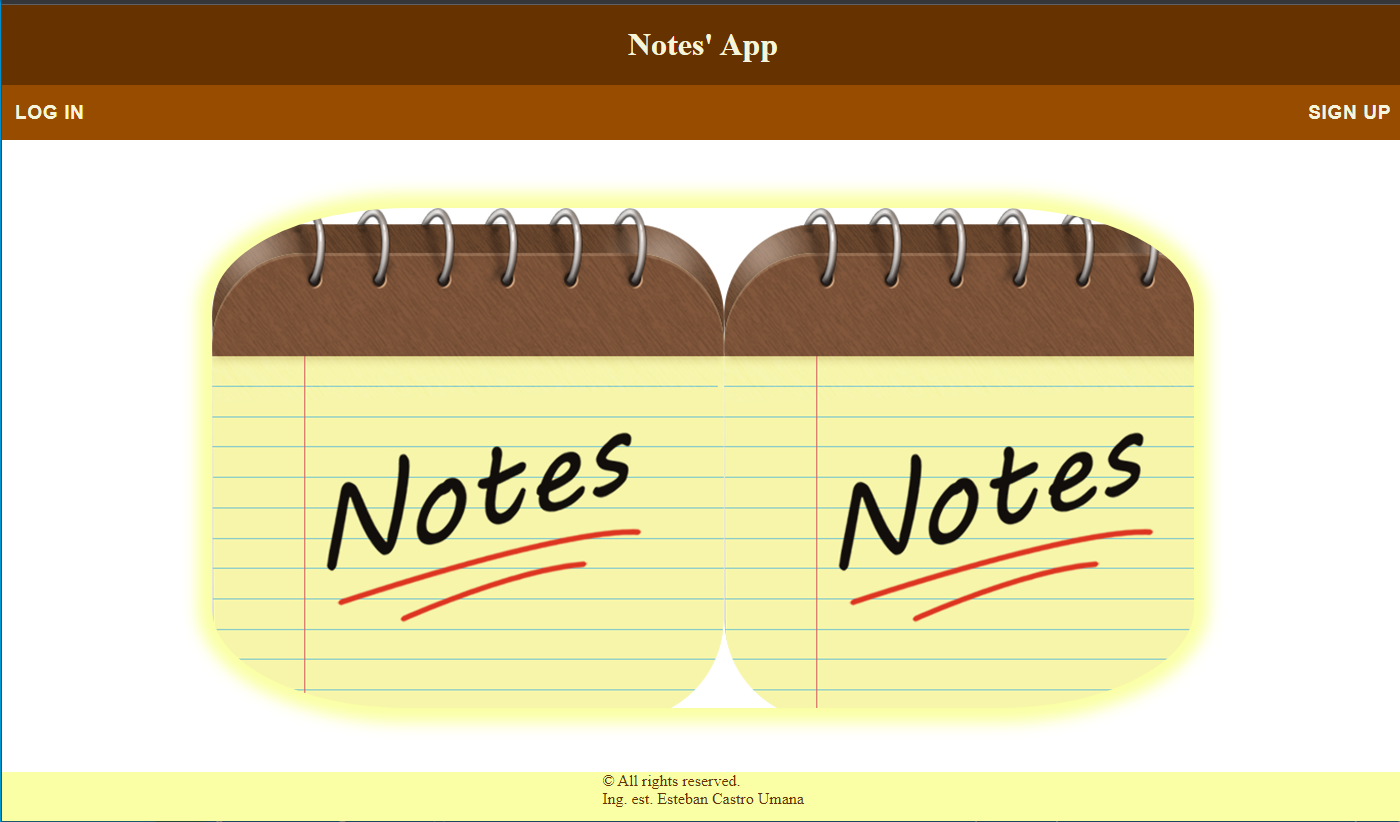 Notes' App
LOG IN
SIGN UP
Notes
Notes
© All rights reserved.
Ing. est. Esteban Castro Umana